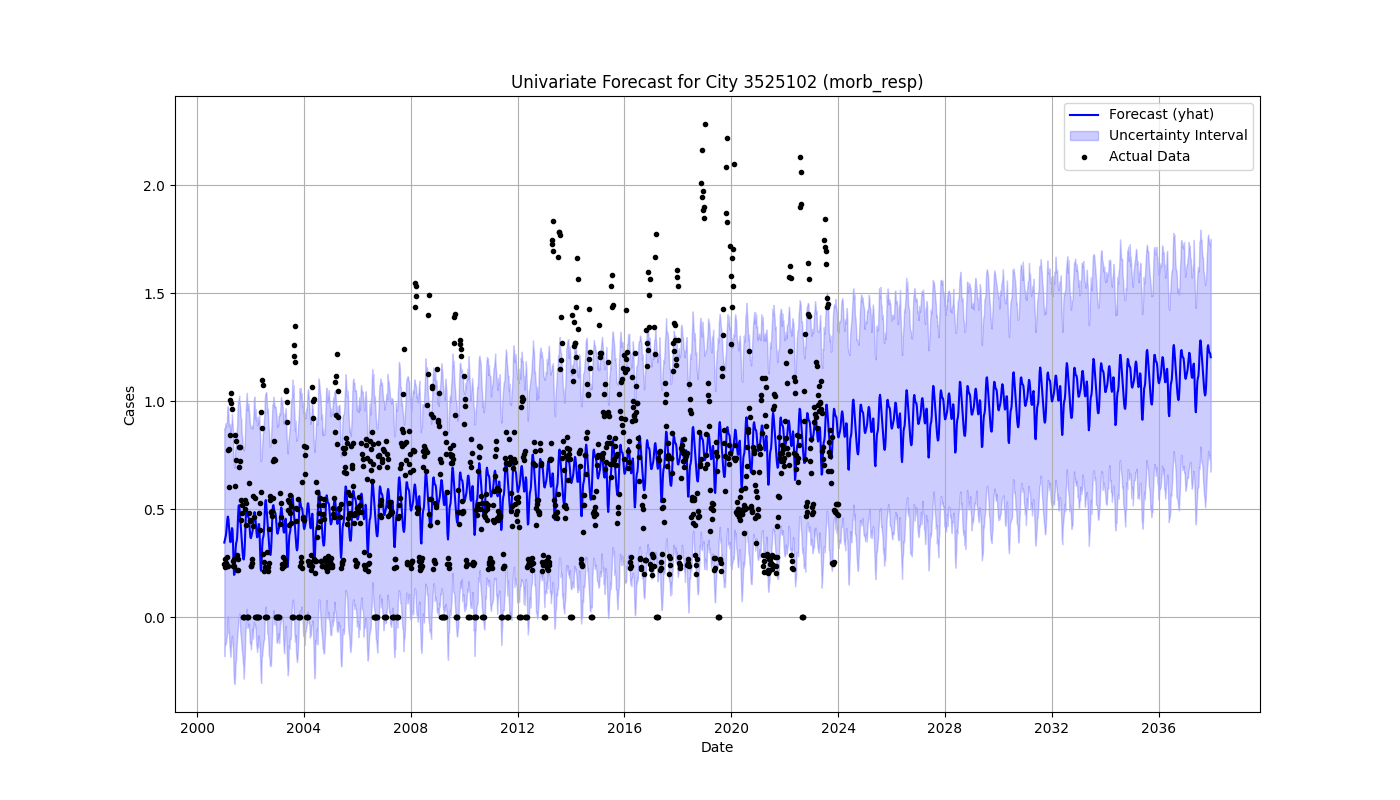 Univariate Forecast for City 3525102 (morb_resp)
Forecast (yhat)
Uncertainty Interval
Actual Data
Cases
2.0
1.5
1.0
0.5
0.0
2000 2004 2008 2012 2016 2020 2024 2028 2032 2036
Date